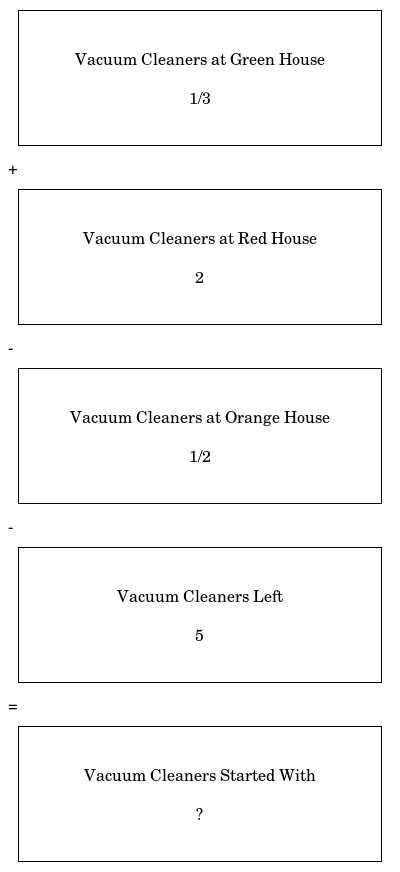 Vacuum Cleaners at Green House
1/3
+
Vacuum Cleaners at Red House
2
-
Vacuum Cleaners at Orange House
1/2
-
Vacuum Cleaners Left
5
=
Vacuum Cleaners Started With
?